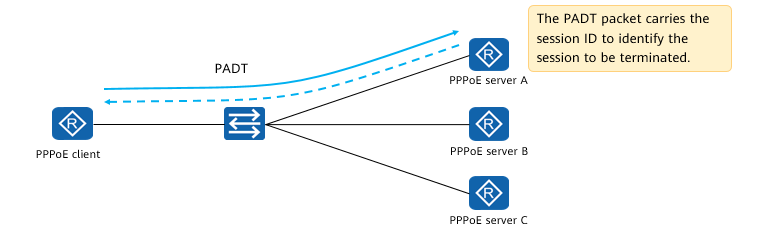 The PADT packet carries the
session ID to identify the
session to be terminated.
PADT
R
PPPoE server A
R
PPPoE client
R
PPPoE server B
R
PPPoE server C